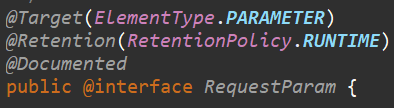 @Target(ElementType.PARAMETER)
@Retention(RetentionPolicy.RUNTIME)
@Documented
public @interface RequestParam {